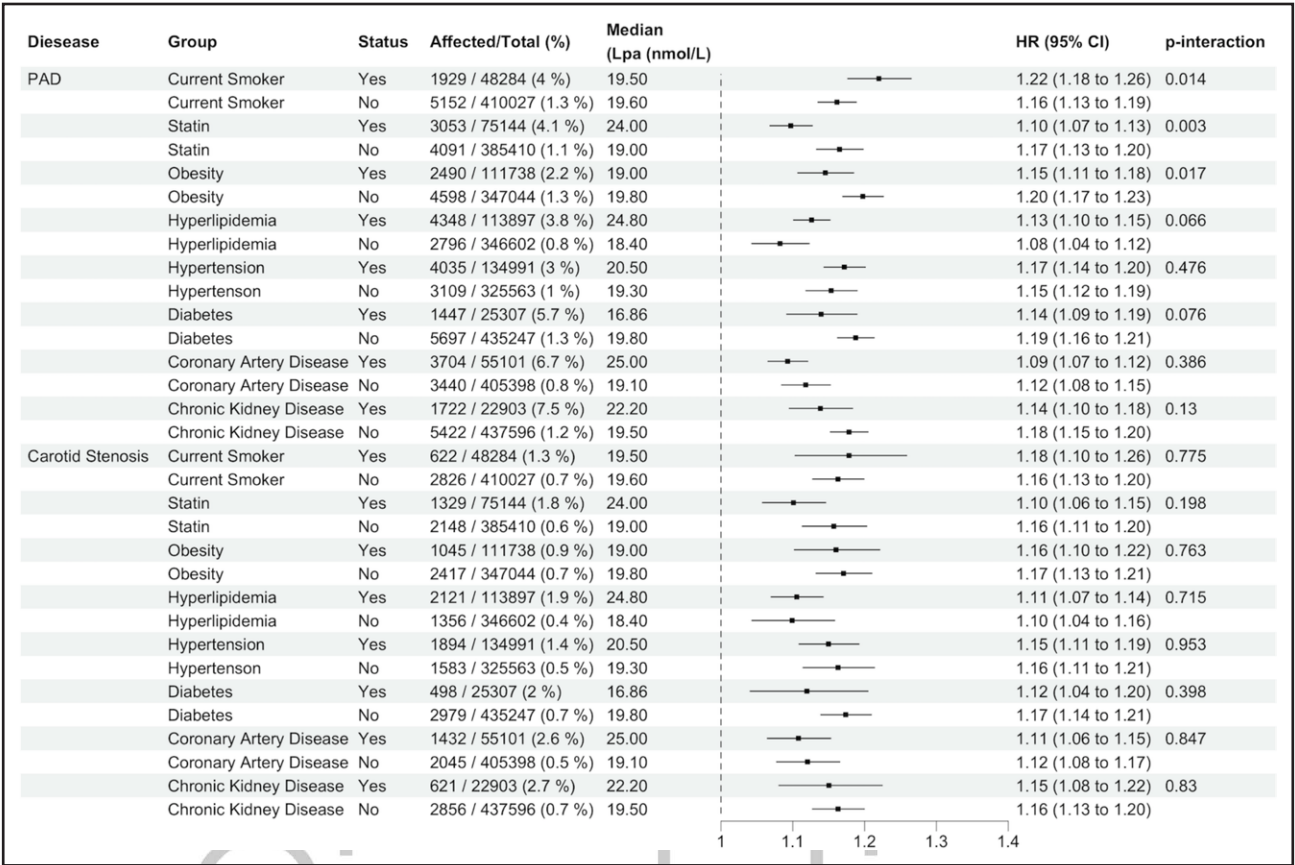 Diesease Group Status Affected/Total (%) Median (Lpa (nmol/L) HR (95% CI) p-interaction
PAD Current Smoker Yes 1929 / 48284 (4 %) 19.50 1.22 (1.18 to 1.26) 0.014
Current Smoker No 5152 / 410027 (1.3 %) 19.60 1.16 (1.13 to 1.19)
Statin Yes 3053 / 75144 (4.1 %) 24.00 1.10 (1.07 to 1.13) 0.003
Statin No 4091 / 385410 (1.1 %) 19.00 1.17 (1.13 to 1.20)
Obesity Yes 2490 / 111738 (2.2 %) 19.00 1.15 (1.11 to 1.18) 0.017
Obesity No 4598 / 347044 (1.3 %) 19.80 1.20 (1.17 to 1.23)
Hyperlipidemia Yes 4348 / 113897 (3.8 %) 24.80 1.13 (1.10 to 1.15) 0.066
Hyperlipidemia No 2796 / 346602 (0.8 %) 18.40 1.08 (1.04 to 1.12)
Hypertension Yes 4035 / 134991 (3 %) 20.50 1.17 (1.14 to 1.20) 0.476
Hypertenson No 3109 / 325563 (1 %) 19.30 1.15 (1.12 to 1.19)
Diabetes Yes 1447 / 25307 (5.7 %) 16.86 1.14 (1.09 to 1.19) 0.076
Diabetes No 5697 / 435247 (1.3 %) 19.80 1.19 (1.16 to 1.21)
Coronary Artery Disease Yes 3704 / 55101 (6.7 %) 25.00 1.09 (1.07 to 1.12) 0.386
Coronary Artery Disease No 3440 / 405398 (0.8 %) 19.10 1.12 (1.08 to 1.15)
Chronic Kidney Disease Yes 1722 / 22903 (7.5 %) 22.20 1.14 (1.10 to 1.18) 0.13
Chronic Kidney Disease No 5422 / 437596 (1.2 %) 19.50 1.18 (1.15 to 1.20)
Carotid Stenosis Current Smoker Yes 622 / 48284 (1.3 %) 19.50 1.18 (1.10 to 1.26) 0.775
Current Smoker No 2826 / 410027 (0.7 %) 19.60 1.16 (1.13 to 1.20)
Statin Yes 1329 / 75144 (1.8 %) 24.00 1.10 (1.06 to 1.15) 0.198
Statin No 2148 / 385410 (0.6 %) 19.00 1.16 (1.11 to 1.20)
Obesity Yes 1045 / 111738 (0.9 %) 19.00 1.16 (1.10 to 1.22) 0.763
Obesity No 2417 / 347044 (0.7 %) 19.80 1.17 (1.13 to 1.21)
Hyperlipidemia Yes 2121 / 113897 (1.9 %) 24.80 1.11 (1.07 to 1.14) 0.715
Hyperlipidemia No 1356 / 346602 (0.4 %) 18.40 1.10 (1.04 to 1.16)
Hypertension Yes 1894 / 134991 (1.4 %) 20.50 1.15 (1.11 to 1.19) 0.953
Hypertenson No 1583 / 325563 (0.5 %) 19.30 1.16 (1.11 to 1.21)
Diabetes Yes 498 / 25307 (2 %) 16.86 1.12 (1.04 to 1.20) 0.398
Diabetes No 2979 / 435247 (0.7 %) 19.80 1.17 (1.14 to 1.21)
Coronary Artery Disease Yes 1432 / 55101 (2.6 %) 25.00 1.11 (1.06 to 1.15) 0.847
Coronary Artery Disease No 2045 / 405398 (0.5 %) 19.10 1.12 (1.08 to 1.17)
Chronic Kidney Disease Yes 621 / 22903 (2.7 %) 22.20 1.15 (1.08 to 1.22) 0.83
Chronic Kidney Disease No 2856 / 437596 (0.7 %) 19.50 1.16 (1.13 to 1.20)
1 1.1 1.2 1.3 1.4